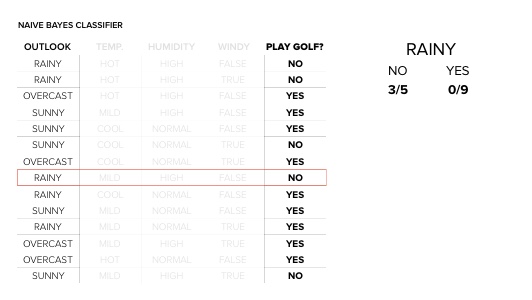 NAIVE BAYES CLASSIFIER
OUTLOOK TEMP. HUMIDITY WINDY PLAY GOLF?
RAINY HOT HIGH FALSE NO
RAINY HOT HIGH TRUE NO
OVERCAST HOT HIGH FALSE YES
SUNNY MILD HIGH FALSE YES
SUNNY COOL NORMAL FALSE YES
SUNNY COOL NORMAL TRUE NO
OVERCAST COOL NORMAL TRUE YES
RAINY MILD HIGH FALSE NO
RAINY COOL NORMAL FALSE YES
SUNNY MILD NORMAL FALSE YES
RAINY MILD NORMAL TRUE YES
OVERCAST MILD HIGH TRUE YES
OVERCAST HOT NORMAL FALSE YES
SUNNY MILD HIGH TRUE NO
RAINY
NO YES
3/5 0/9